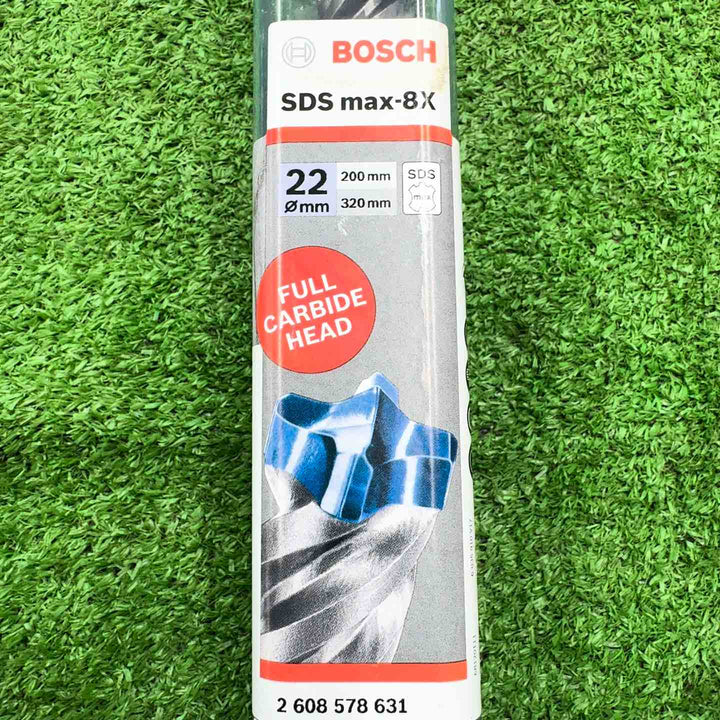 BOSCH
SDS max-8X
22 200 mm SDS
ømm 320 mm max
FULL
CARBIDE
HEAD
2 608 578 631